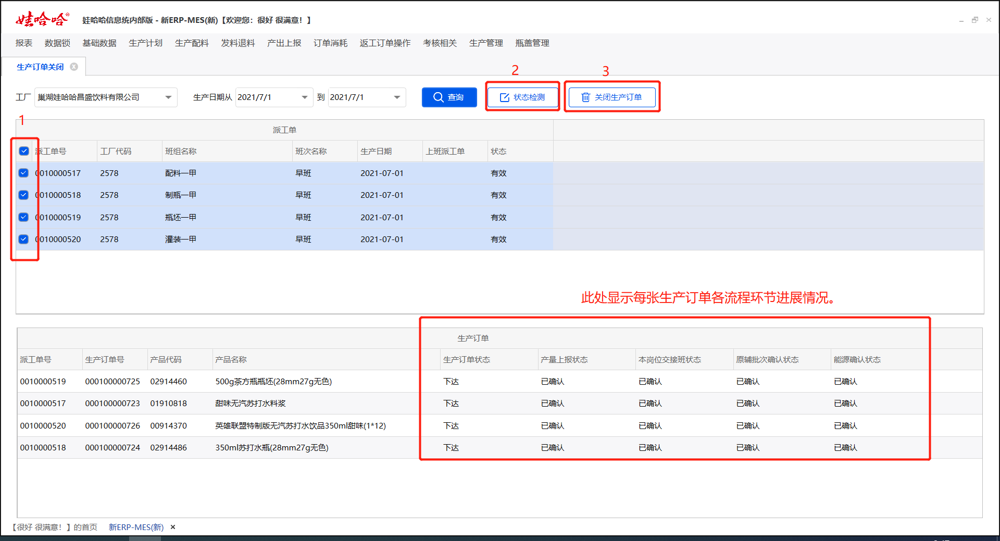 娃哈哈®
娃哈哈信息统内部版 - 新ERP-MES(新)【欢迎您：很好 很满意！】
报表 数据锁 基础数据 生产计划 生产配料 发料退料 产出上报 订单消耗 返工订单操作 考核相关 生产管理 瓶盖管理
生产订单关闭
2 3
工厂 巢湖娃哈哈昌盛饮料有限公司 生产日期从 2021/7/1 到 2021/7/1 查询 状态检测 关闭生产订单
1
派工单
派工单号 工厂代码 班组名称 班次名称 生产日期 上班派工单 状态
0010000517 2578 配料一甲 早班 2021-07-01 有效
0010000518 2578 制瓶一甲 早班 2021-07-01 有效
0010000519 2578 瓶坯一甲 早班 2021-07-01 有效
0010000520 2578 灌装一甲 早班 2021-07-01 有效
此处显示每张生产订单各流程环节进展情况。
生产订单
派工单号 生产订单号 产品代码 产品名称 生产订单状态 产量上报状态 本岗位交接班状态 原辅批次确认状态 能源确认状态
0010000519 000100000725 02914460 500g茶方瓶瓶坯(28mm27g无色) 下达 已确认 已确认 已确认 已确认
0010000517 000100000723 01910818 甜味无汽苏打水料浆 下达 已确认 已确认 已确认 已确认
0010000520 000100000726 00914370 英雄联盟特制版无汽苏打水饮品350ml甜味(1*12) 下达 已确认 已确认 已确认 已确认
0010000518 000100000724 02914486 350ml苏打水瓶(28mm27g无色) 下达 已确认 已确认 已确认 已确认
【很好 很满意！】的首页 新ERP-MES(新)